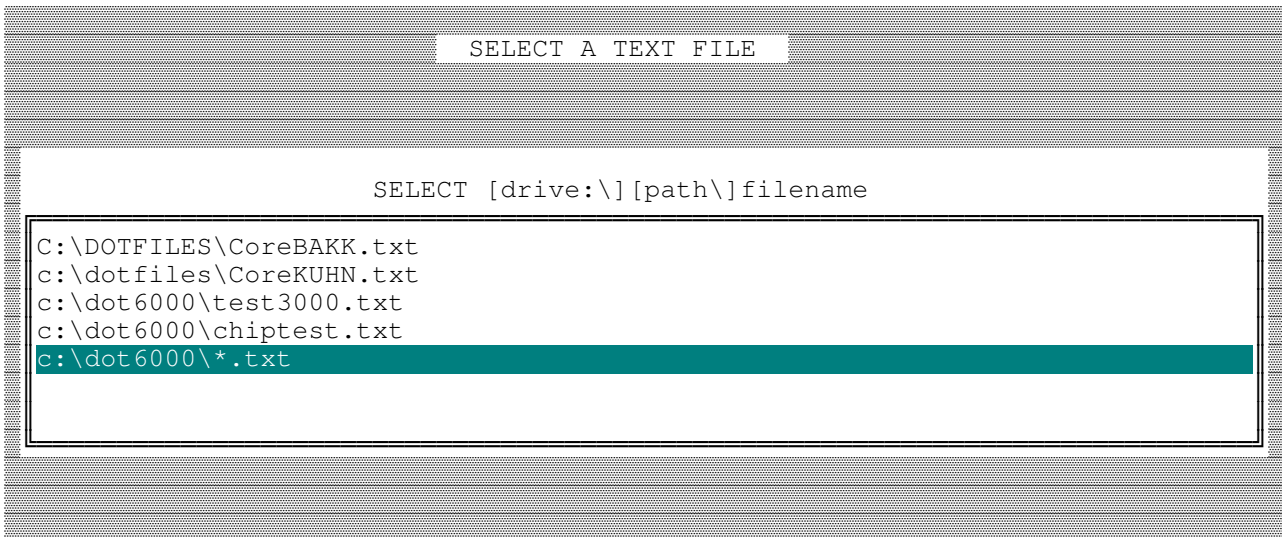 SELECT A TEXT FILE
SELECT [drive:\][path\]filename
C:\DOTFILES\CoreBAKK.txt
c:\dotfiles\CoreKUHN.txt
c:\dot6000\test3000.txt
c:\dot6000\chiptest.txt
c:\dot6000\*.txt